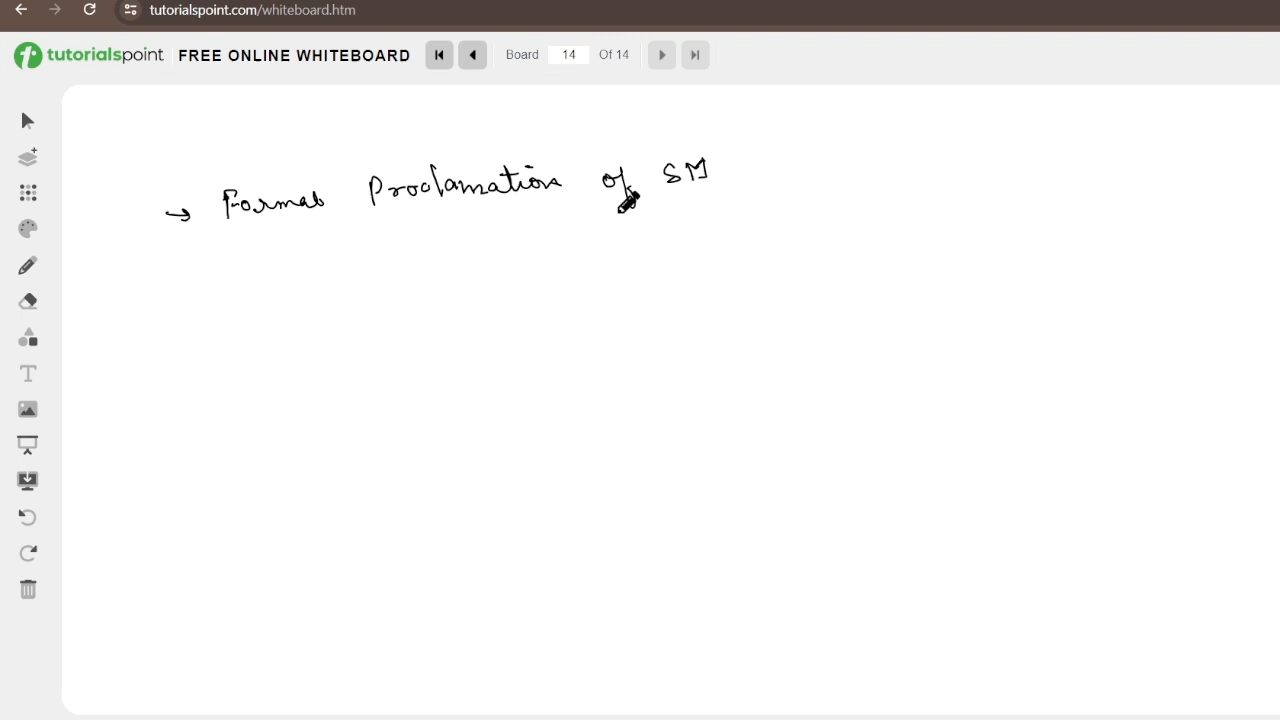 tutorialspoint.com/whiteboard.htm
tutorialspoint FREE ONLINE WHITEBOARD Board 14 Of 14
→ Formal Proclamation of SM